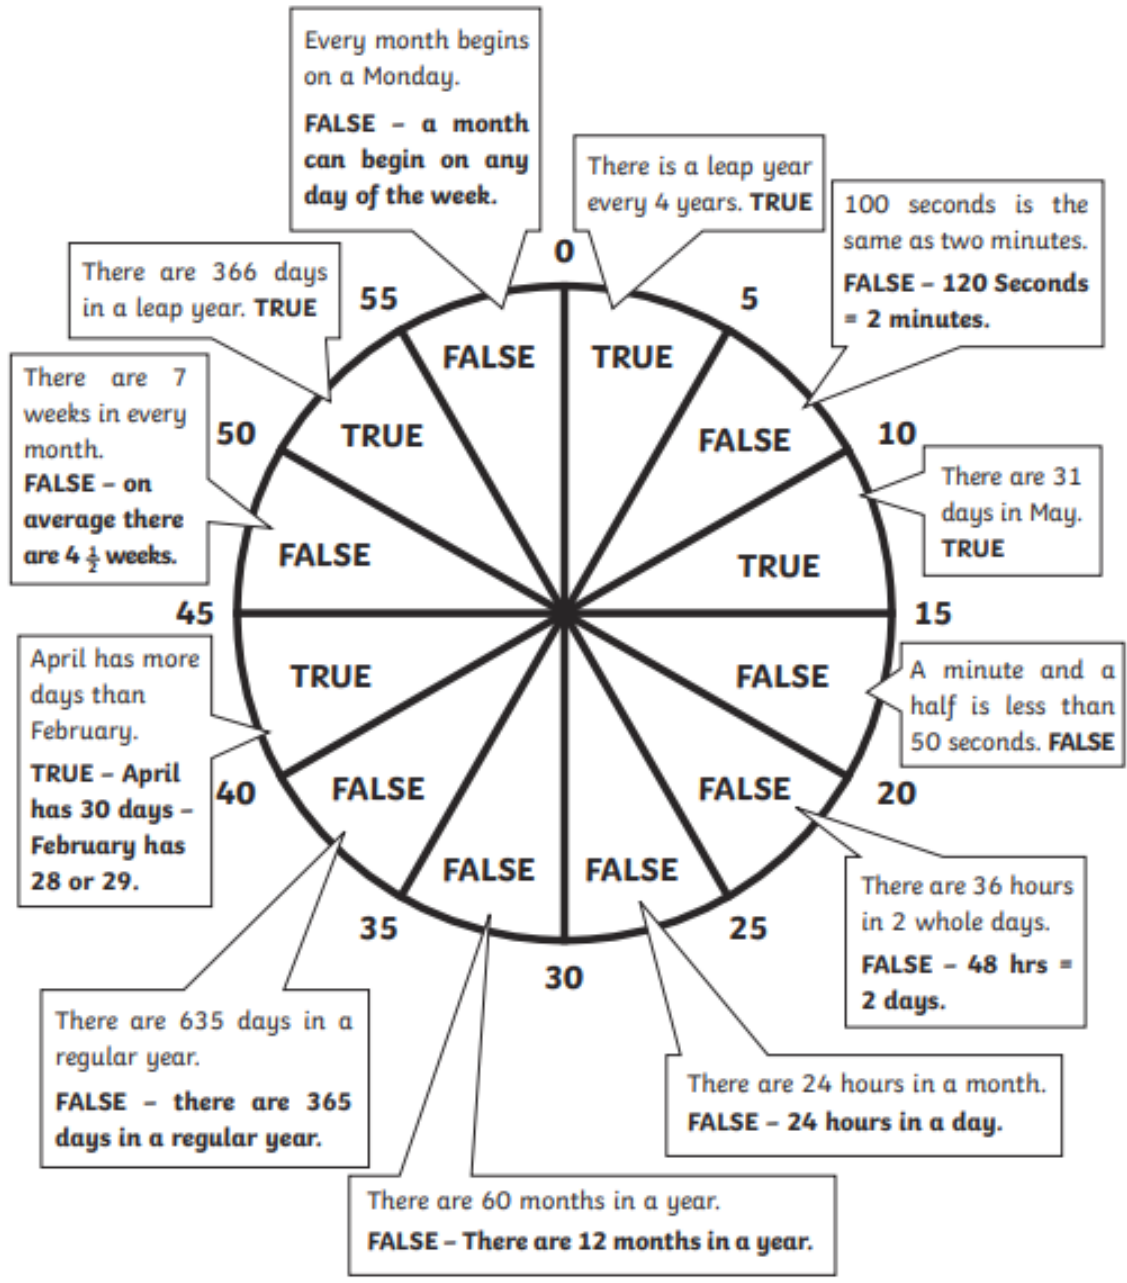 Every month begins
on a Monday.
FALSE – a month
can begin on any
day of the week.
There is a leap year
every 4 years. TRUE
100 seconds is the
same as two minutes.
FALSE – 120 Seconds
= 2 minutes.
There are 366 days
in a leap year. TRUE
There are 7
weeks in every
month.
FALSE – on
average there
are 4 ½ weeks.
There are 31
days in May.
TRUE
April has more
days than
February.
TRUE – April
has 30 days –
February has
28 or 29.
A minute and a
half is less than
50 seconds. FALSE
There are 36 hours
in 2 whole days.
FALSE – 48 hrs =
2 days.
There are 635 days in a
regular year.
FALSE – there are 365
days in a regular year.
There are 24 hours in a month.
FALSE – 24 hours in a day.
There are 60 months in a year.
FALSE – There are 12 months in a year.
0
5
10
15
20
25
30
35
40
45
50
55
TRUE
FALSE
TRUE
FALSE
FALSE
FALSE
FALSE
FALSE
TRUE
FALSE
TRUE
FALSE